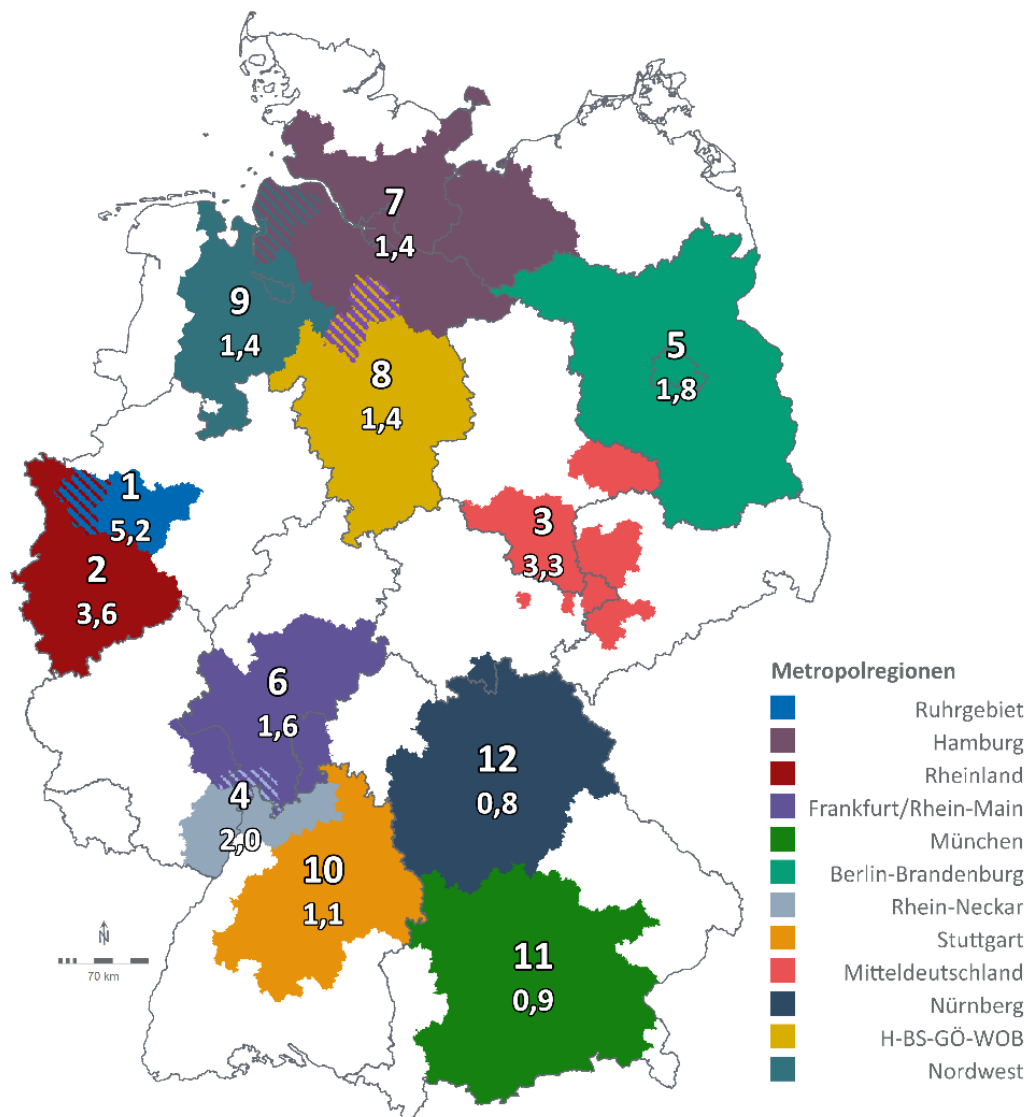 7
1,4
9
1,4
5
1,8
8
1,4
1
5,2
3
3,3
2
3,6
6
1,6
12
0,8
4
2,0
10
1,1
11
0,9
N
70 km
Metropolregionen
Ruhrgebiet
Hamburg
Rheinland
Frankfurt/Rhein-Main
München
Berlin-Brandenburg
Rhein-Neckar
Stuttgart
Mitteldeutschland
Nürnberg
H-BS-GÖ-WOB
Nordwest